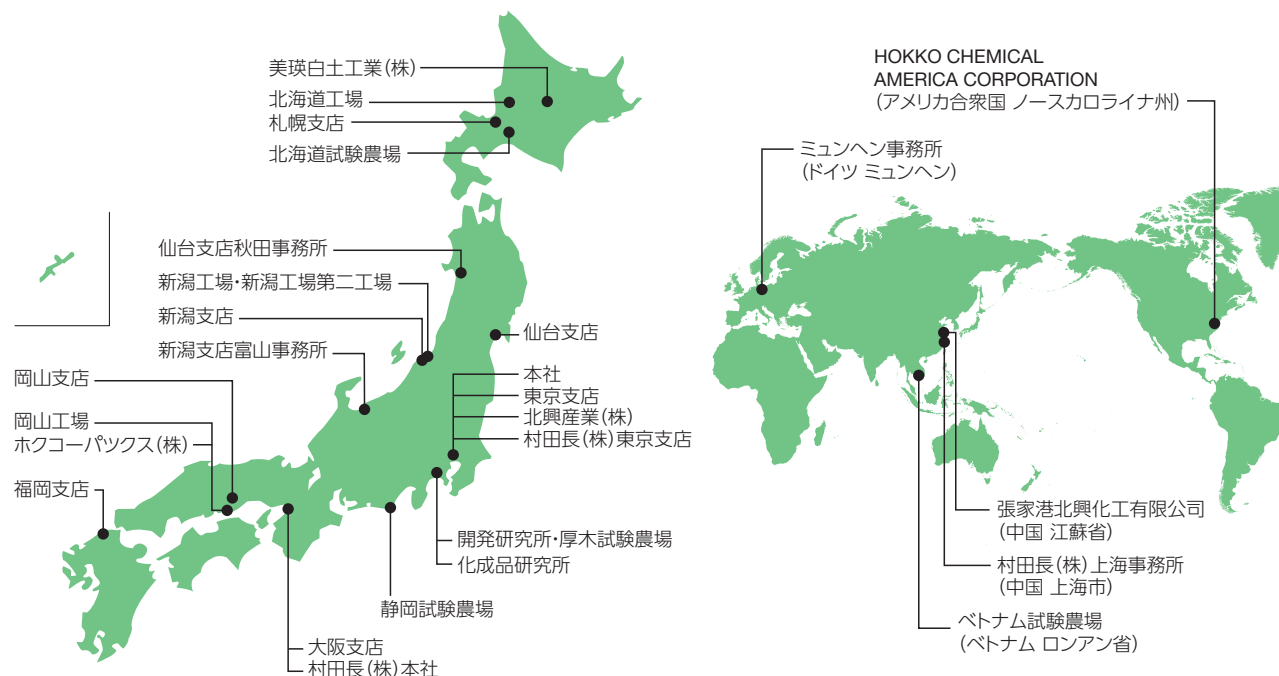 美瑛白土工業(株)
北海道工場
札幌支店
北海道試験農場
仙台支店秋田事務所
新潟工場・新潟工場第二工場
新潟支店
新潟支店富山事務所
仙台支店
岡山支店
岡山工場
ホクコーパツクス(株)
福岡支店
本社
東京支店
北興産業(株)
村田長(株)東京支店
開発研究所・厚木試験農場
化成品研究所
静岡試験農場
大阪支店
村田長(株)本社
HOKKO CHEMICAL
AMERICA CORPORATION
(アメリカ合衆国 ノースカロライナ州)
ミュンヘン事務所
(ドイツ ミュンヘン)
張家港北興化工有限公司
(中国 江蘇省)
村田長(株)上海事務所
(中国 上海市)
ベトナム試験農場
(ベトナム ロンアン省)